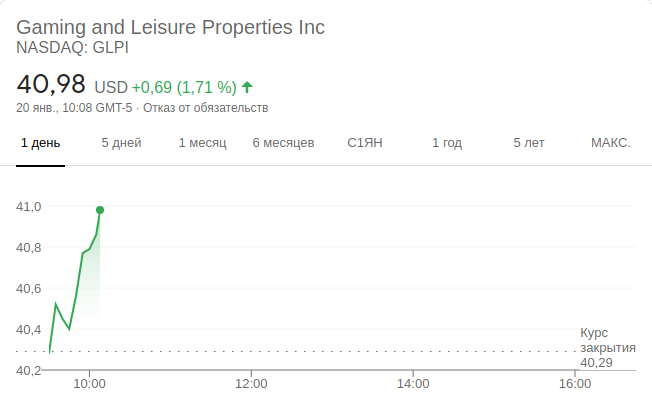 Gaming and Leisure Properties Inc
NASDAQ: GLPI
40,98 USD +0,69 (1,71 %)
20 янв., 10:08 GMT-5 · Отказ от обязательств
1 день 5 дней 1 месяц 6 месяцев С1ЯН 1 год 5 лет МАКС.
41,0
40,8
40,6
40,4
40,2
Курс
закрытия
40,29
10:00 12:00 14:00 16:00